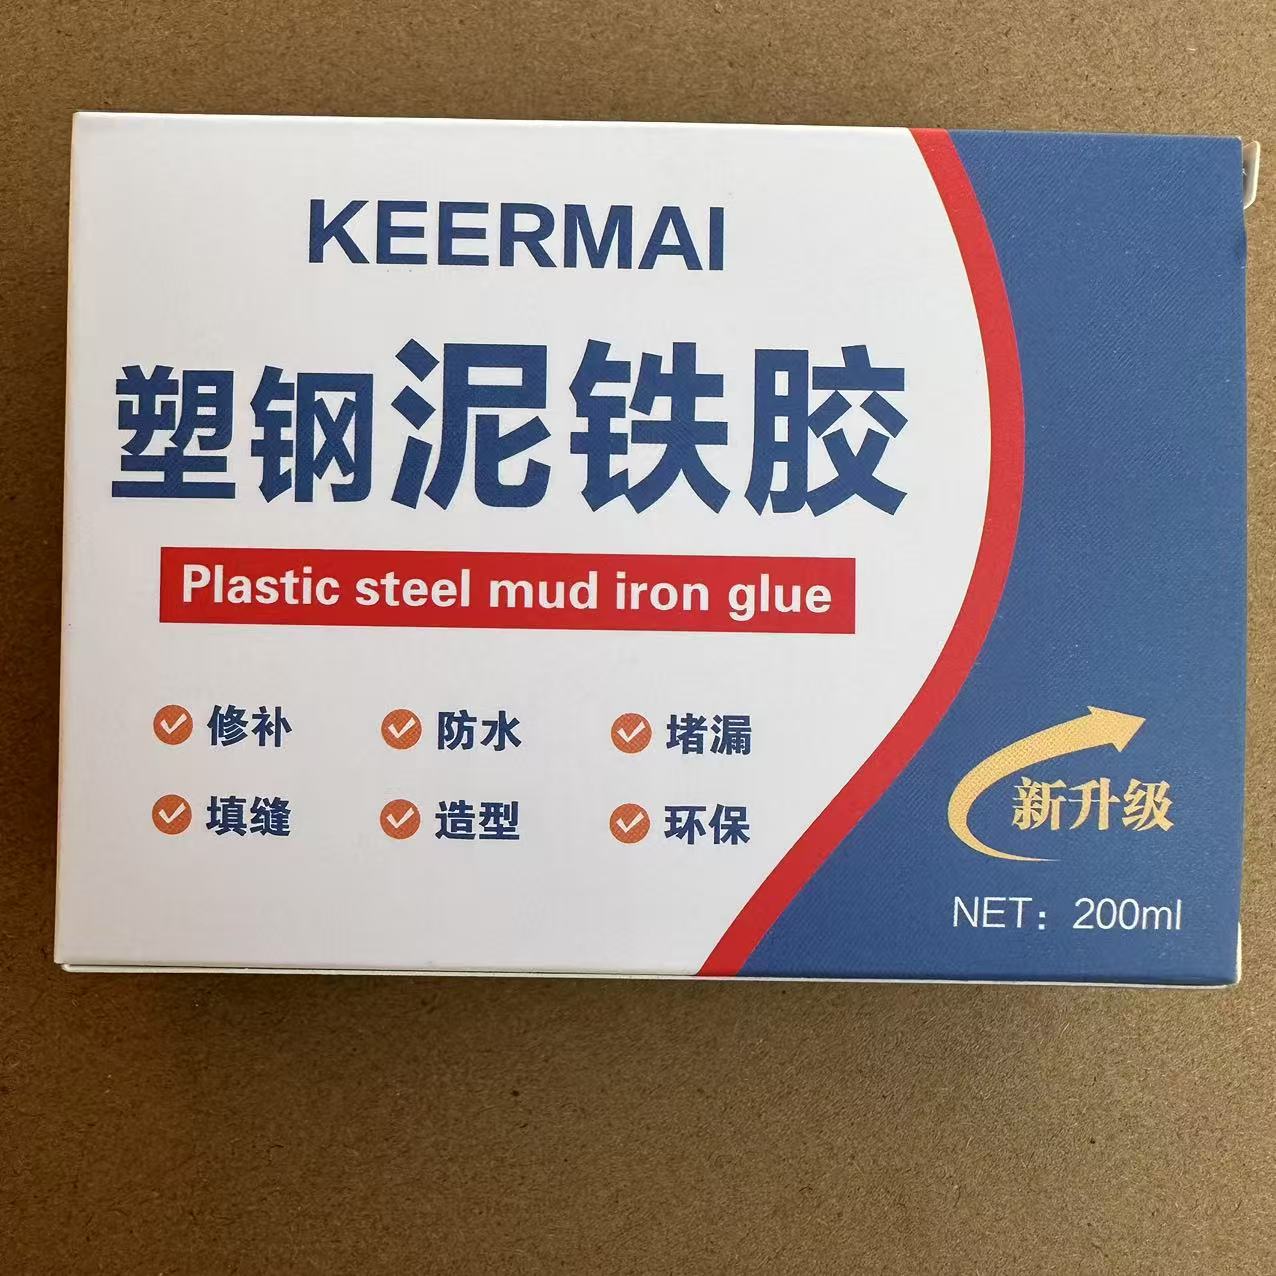 KEERMAI
塑钢泥铁胶
Plastic steel mud iron glue
修补 防水 堵漏
填缝 造型 环保
新升级
NET：200ml